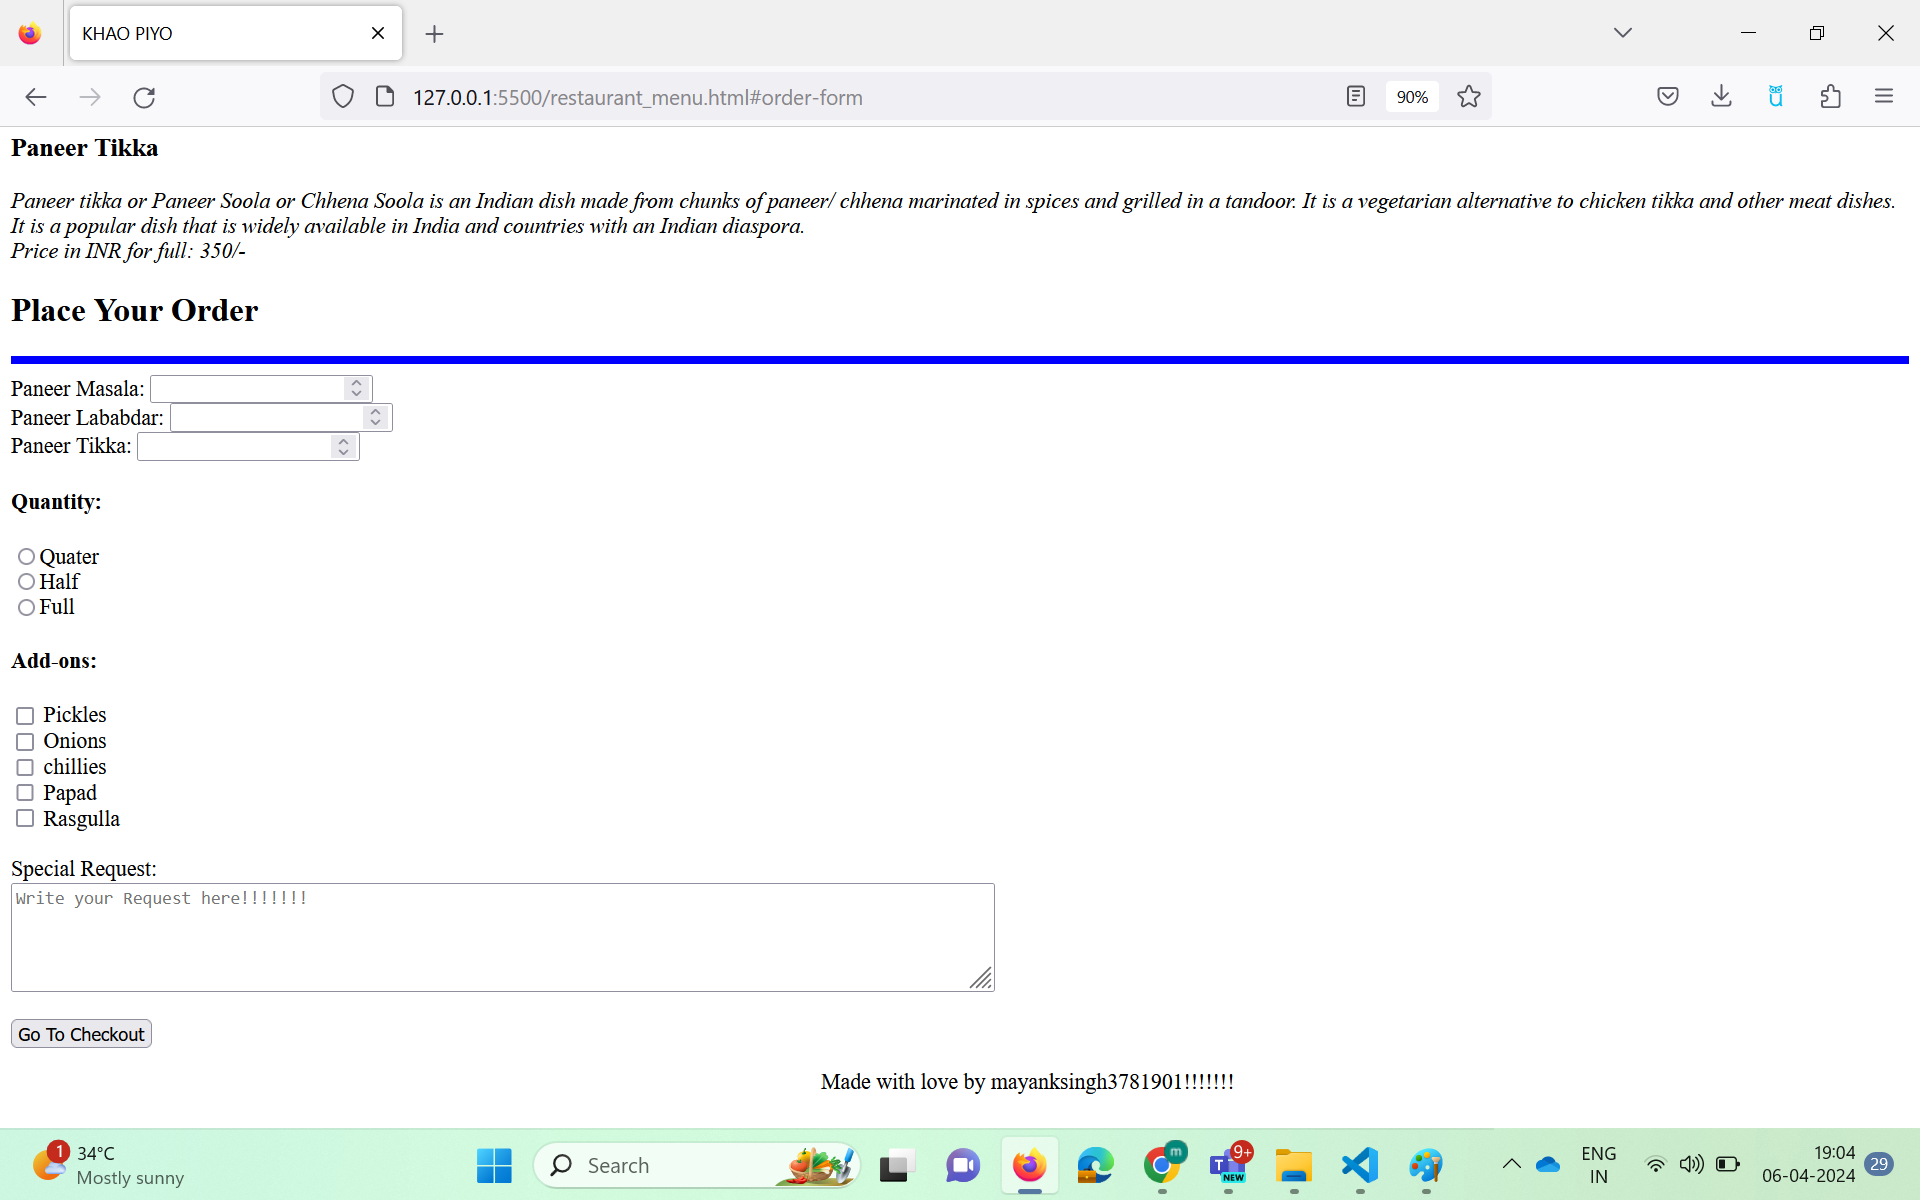 KHAO PIYO
127.0.0.1:5500/restaurant_menu.html#order-form
90%
Paneer Tikka
Paneer tikka or Paneer Soola or Chhena Soola is an Indian dish made from chunks of paneer/ chhena marinated in spices and grilled in a tandoor. It is a vegetarian alternative to chicken tikka and other meat dishes.
It is a popular dish that is widely available in India and countries with an Indian diaspora.
Price in INR for full: 350/-
Place Your Order
Paneer Masala:
Paneer Lababdar:
Paneer Tikka:
Quantity:
Quater
Half
Full
Add-ons:
Pickles
Onions
chillies
Papad
Rasgulla
Special Request:
Write your Request here!!!!!!!
Go To Checkout
Made with love by mayanksingh3781901!!!!!!!
1
34°C
Mostly sunny
Search
m
9+
T
NEW
ENG
IN
19:04
06-04-2024
29